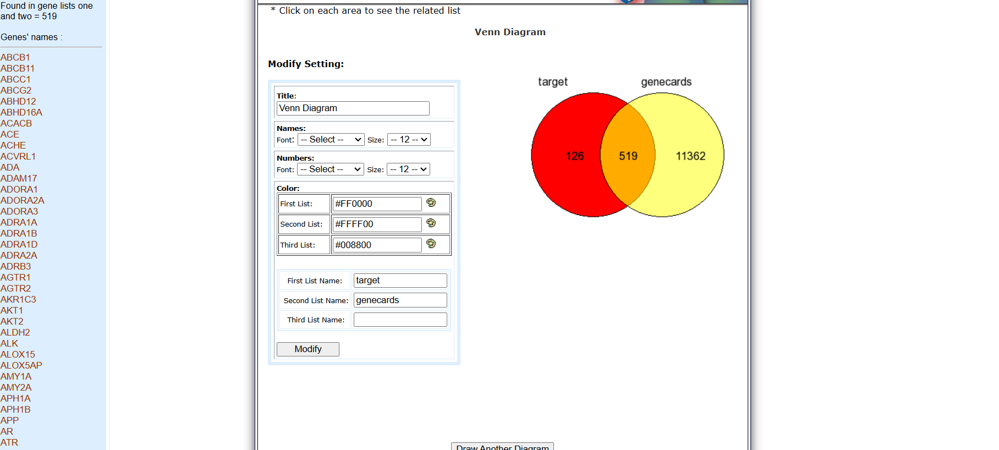 Found in gene lists one
and two = 519
Genes' names :
ABCB1
ABCB11
ABCC1
ABCG2
ABHD12
ABHD16A
ACACB
ACE
ACHE
ACVRL1
ADA
ADAM17
ADORA1
ADORA2A
ADORA3
ADRA1A
ADRA1B
ADRA1D
ADRA2A
ADRB3
AGTR1
AGTR2
AKR1C3
AKT1
AKT2
ALDH2
ALK
ALOX15
ALOX5AP
AMY1A
AMY2A
APH1A
APH1B
APP
AR
ATR
* Click on each area to see the related list
Venn Diagram
Modify Setting:
Title:
Venn Diagram
Names:
Font: -- Select -- Size: -- 12 --
Numbers:
Font: -- Select -- Size: -- 12 --
Color:
First List: #FF0000
Second List: #FFFF00
Third List: #008800
First List Name: target
Second List Name: genecards
Third List Name:
Modify
target genecards
126 519 11362
Draw Another Diagram